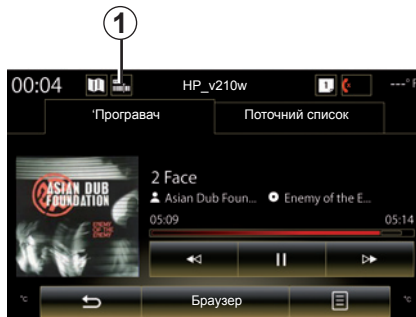 1
00:04 HP_v210w 1 ---° F
'Програвач Поточний список
ASIAN DUB
FOUNDATION
ENEMY
OF THE
ENEMY
2 Face
Asian Dub Foun... Enemy of the E...
05:09 05:14
°C Браузер °C